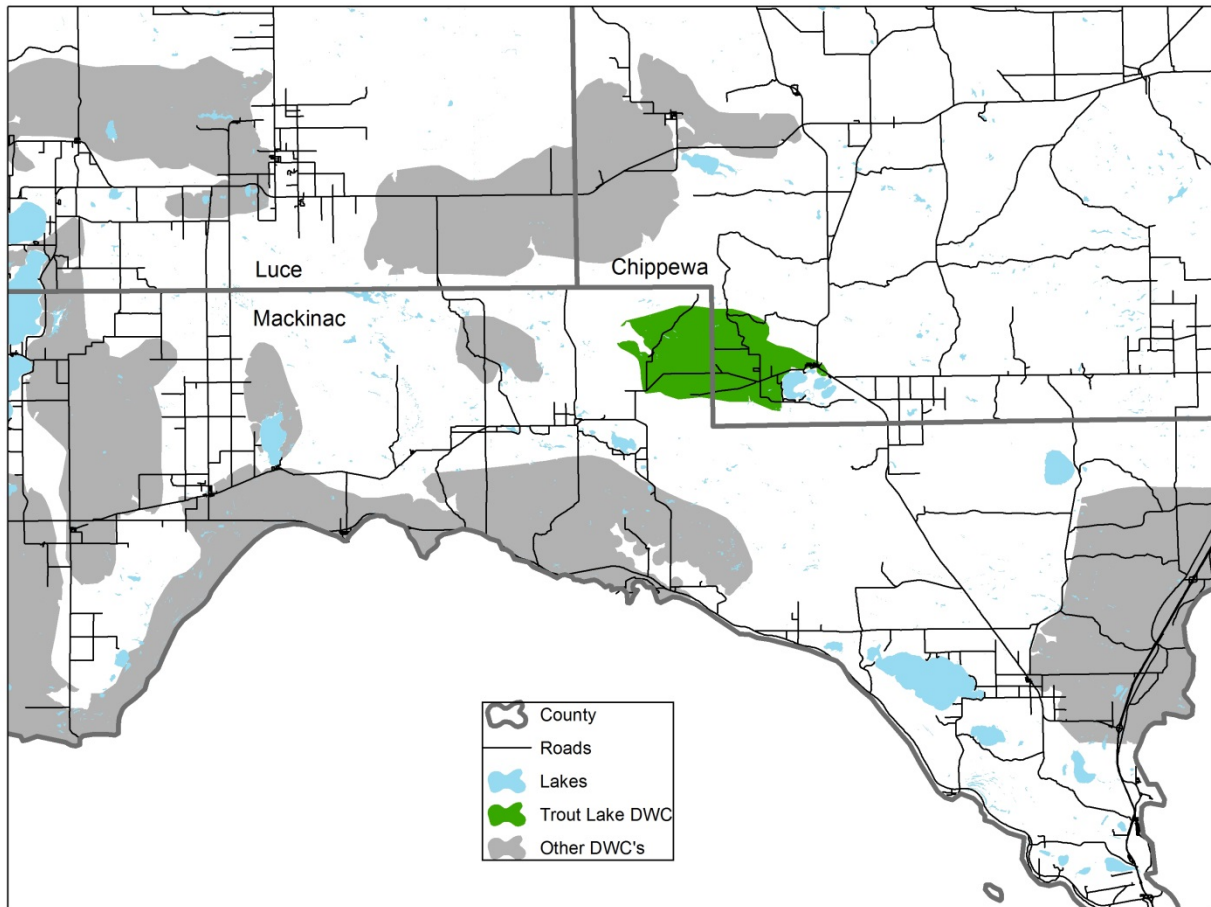 Luce
Chippewa
Mackinac
County
Roads
Lakes
Trout Lake DWC
Other DWC's